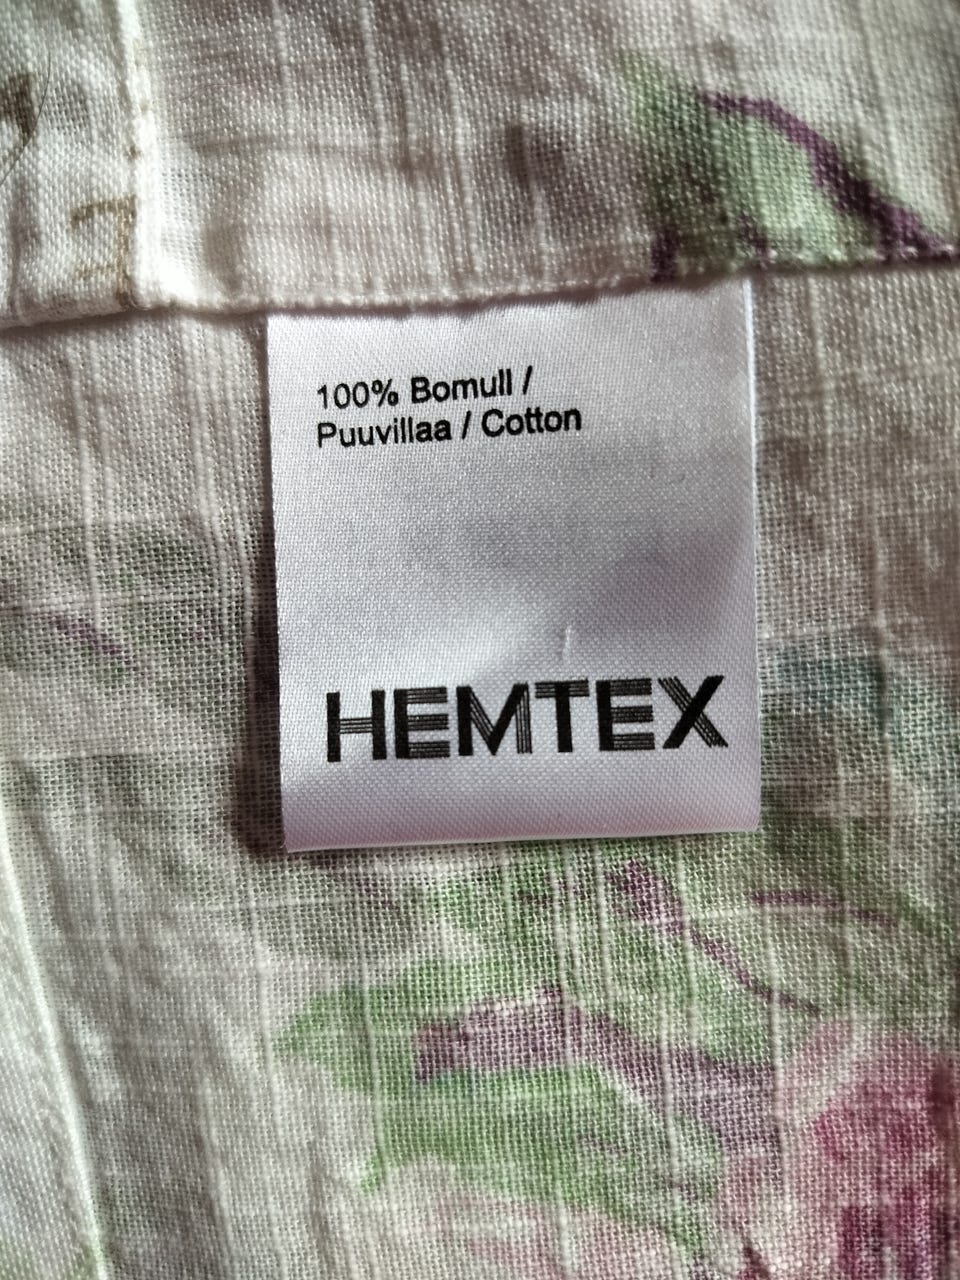 100% Bomull /
Puuvillaa / Cotton
HEMTEX